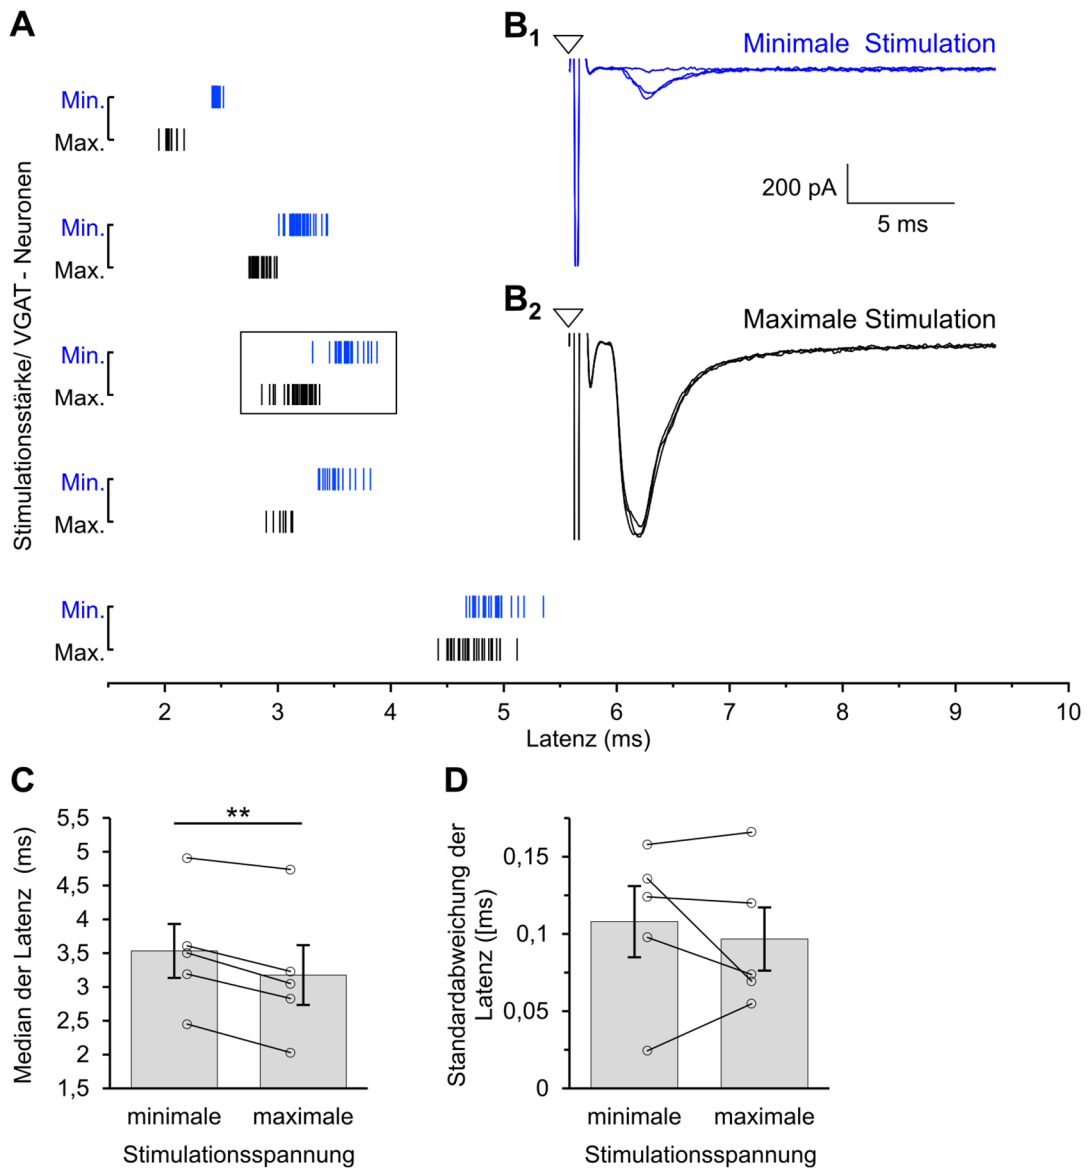 A
B1
Minimale Stimulation
Min.
Max.
200 pA
5 ms
Min.
Max.
B2
Maximale Stimulation
Min.
Max.
Min.
Max.
Min.
Max.
Stimulationsstärke/ VGAT - Neuronen
2 3 4 5 6 7 8 9 10
Latenz (ms)
C
**
5,5
5
4,5
4
3,5
3
2,5
2
1,5
Median der Latenz (ms)
minimale maximale
Stimulationsspannung
D
0,15
0,1
0,05
0
Standardabweichung der
Latenz ([ms)
minimale maximale
Stimulationsspannung